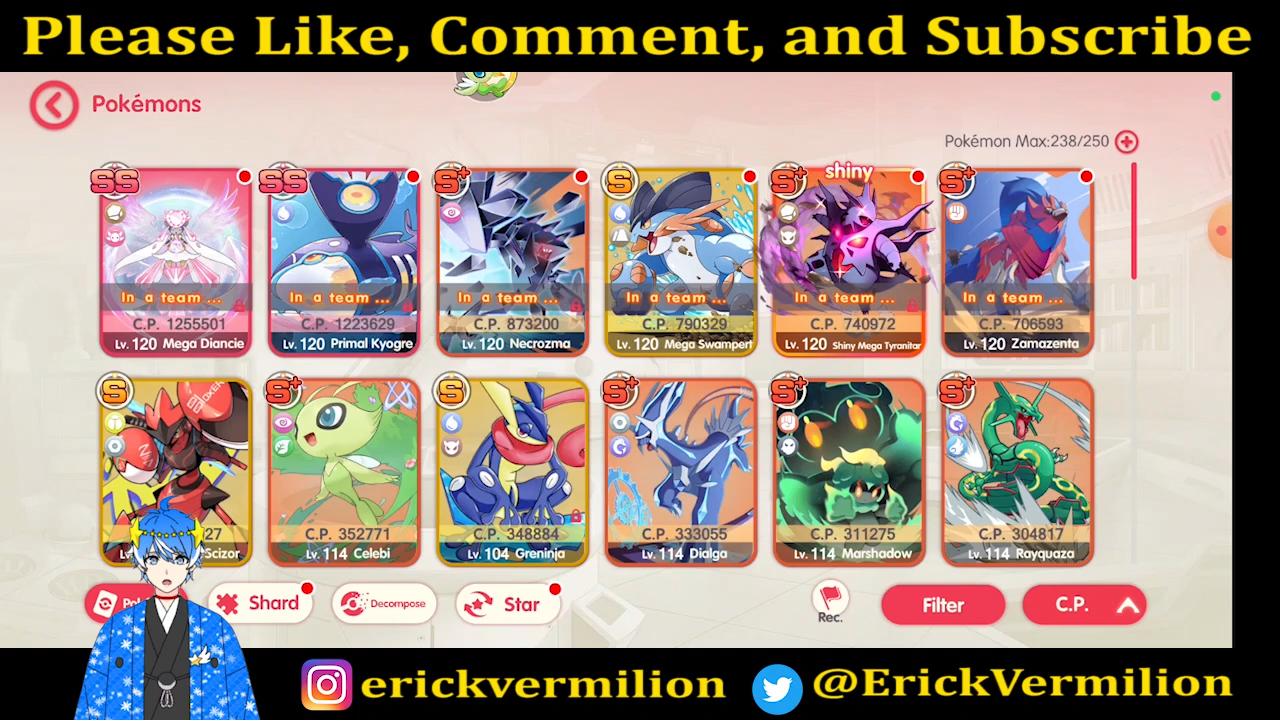 Please Like, Comment, and Subscribe
Pokémons
Pokémon Max:238/250
SS
SS
S+
S
S+
shiny
S+
In a team ...
In a team ...
In a team ...
In a team ...
In a team ...
In a team ...
C.P. 1255501
C.P. 1223629
C.P. 873200
C.P. 790329
C.P. 740972
C.P. 706593
Lv. 120 Mega Diancie
Lv. 120 Primal Kyogre
Lv. 120 Necrozma
Lv. 120 Mega Swampert
Lv. 120 Shiny Mega Tyranitar
Lv. 120 Zamazenta
S
S+
S
S+
S+
S+
27
C.P. 352771
C.P. 348884
C.P. 333055
C.P. 311275
C.P. 304817
Scizor
Lv. 114 Celebi
Lv. 104 Greninja
Lv. 114 Dialga
Lv. 114 Marshadow
Lv. 114 Rayquaza
Shard
Decompose
Star
Rec.
Filter
C.P.
erickvermilion
@ErickVermilion